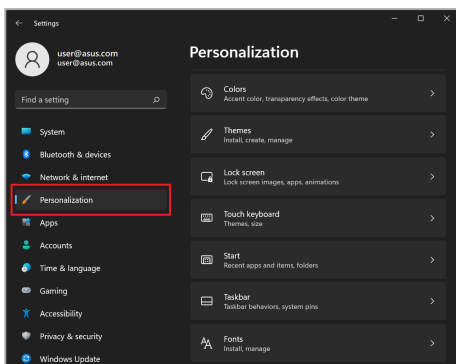 Settings
user@asus.com
user@asus.com
Find a setting
System
Bluetooth & devices
Network & internet
Personalization
Apps
Accounts
Time & language
Gaming
Accessibility
Privacy & security
Windows Update
Personalization
Colors
Accent color, transparency effects, color theme
Themes
Install, create, manage
Lock screen
Lock screen images, apps, animations
Touch keyboard
Themes, size
Start
Recent apps and items, folders
Taskbar
Taskbar behaviors, system pins
Fonts
Install, manage